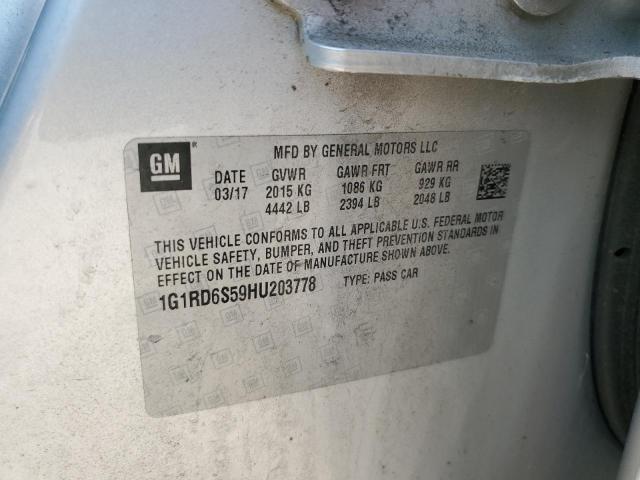 GM
MFD BY GENERAL MOTORS LLC
DATE GVWR GAWR FRT GAWR RR
03/17 2015 KG 1086 KG 929 KG
4442 LB 2394 LB 2048 LB
THIS VEHICLE CONFORMS TO ALL APPLICABLE U.S. FEDERAL MOTOR
VEHICLE SAFETY, BUMPER, AND THEFT PREVENTION STANDARDS IN
EFFECT ON THE DATE OF MANUFACTURE SHOWN ABOVE.
1G1RD6S59HU203778 TYPE: PASS CAR